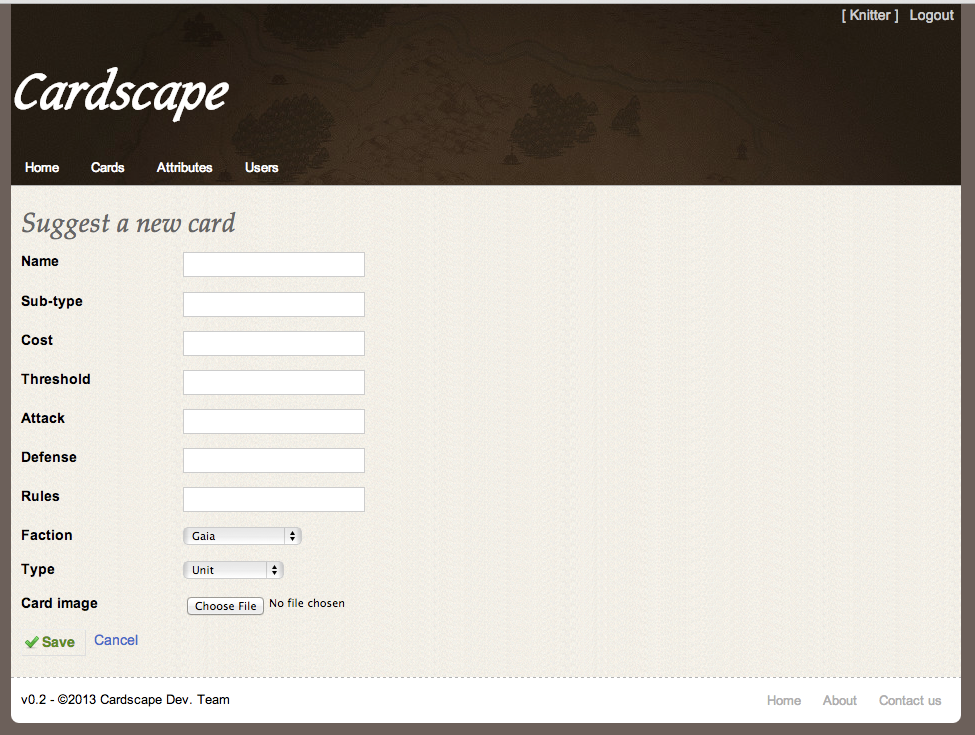 [ Knitter ] Logout
Cardscape
Home Cards Attributes Users
Suggest a new card
Name
Sub-type
Cost
Threshold
Attack
Defense
Rules
Faction Gaia
Type Unit
Card image Choose File No file chosen
Save Cancel
v0.2 - ©2013 Cardscape Dev. Team Home About Contact us